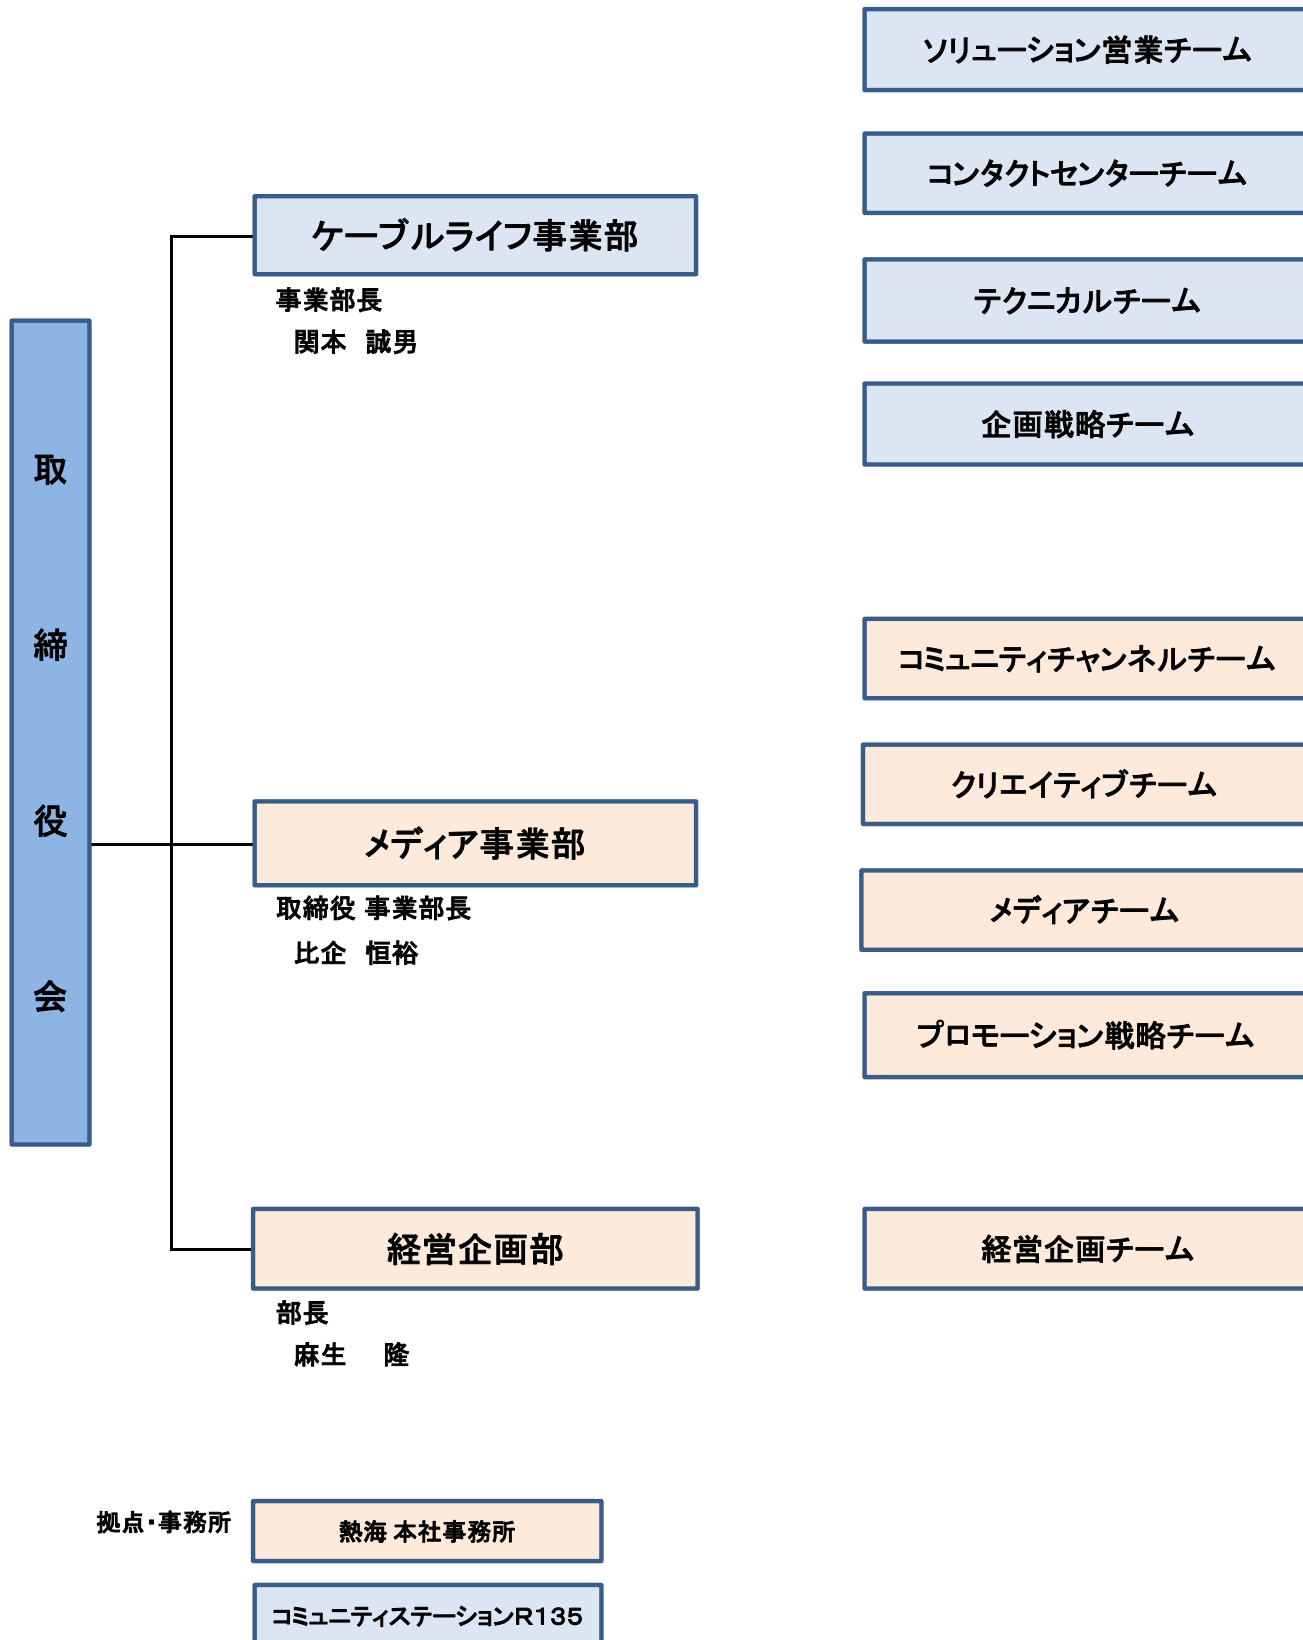 取締役会
ケーブルライフ事業部
事業部長
関本 誠男
ソリューション営業チーム
コンタクトセンターチーム
テクニカルチーム
企画戦略チーム
メディア事業部
取締役 事業部長
比企 恒裕
コミュニティチャンネルチーム
クリエイティブチーム
メディアチーム
プロモーション戦略チーム
経営企画部
部長
麻生 隆
経営企画チーム
拠点・事務所
熱海 本社事務所
コミュニティステーションR135